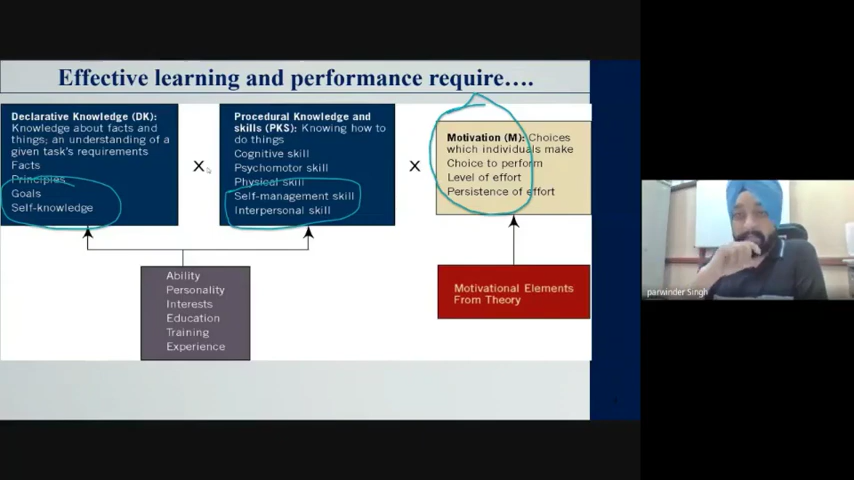 Effective learning and performance require....
Declarative Knowledge (DK):
Knowledge about facts and
things; an understanding of a
given task's requirements
Facts
Principles
Goals
Self-knowledge
X
Procedural Knowledge and
skills (PKS): Knowing how to
do things
Cognitive skill
Psychomotor skill
Physical skill
Self-management skill
Interpersonal skill
X
Motivation (M): Choices
which individuals make
Choice to perform
Level of effort
Persistence of effort
Ability
Personality
Interests
Education
Training
Experience
Motivational Elements
From Theory
parwinder Singh